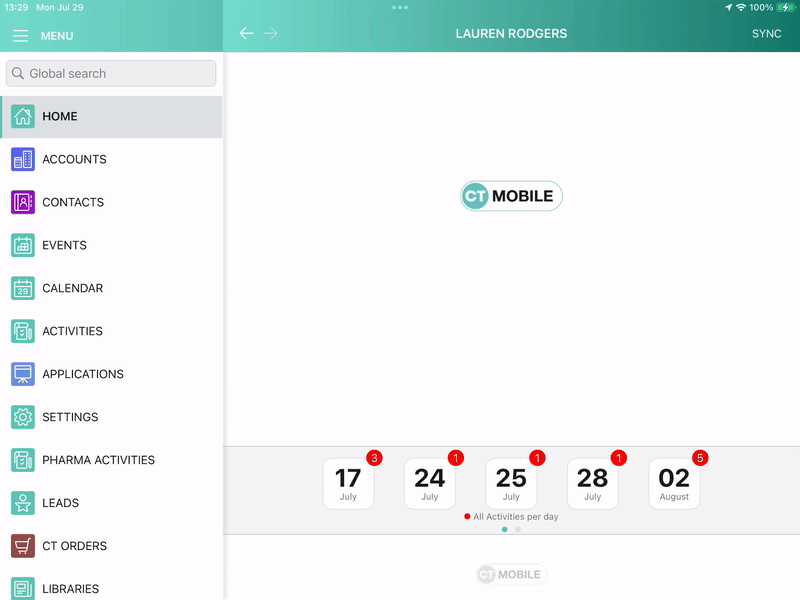 13:29 Mon Jul 29
100%
MENU
LAUREN RODGERS
SYNC
Global search
HOME
ACCOUNTS
CONTACTS
EVENTS
29
CALENDAR
ACTIVITIES
APPLICATIONS
SETTINGS
PHARMA ACTIVITIES
LEADS
CT ORDERS
LIBRARIES
CT MOBILE
3
17
July
1
24
July
1
25
July
1
28
July
5
02
August
All Activities per day
CT MOBILE